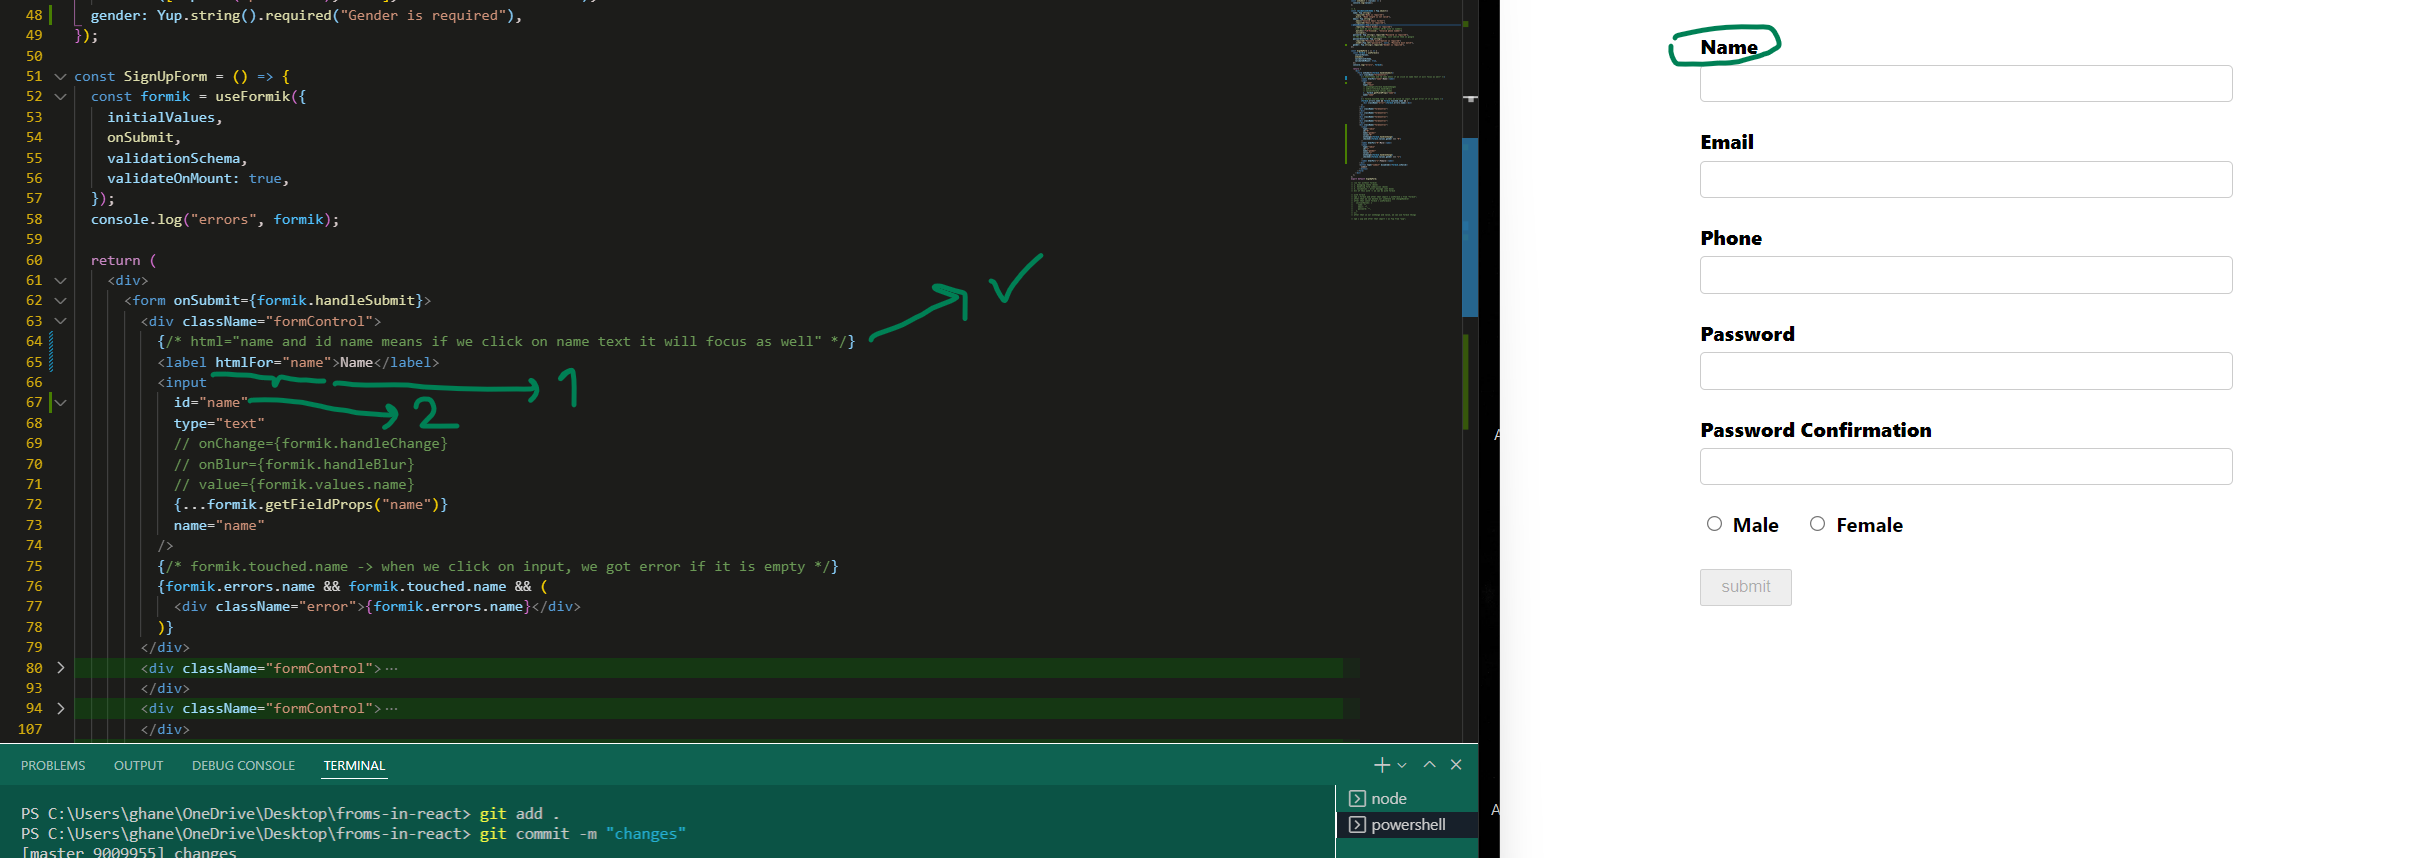 48 gender: Yup.string().required("Gender is required"),
49 });
50
51 const SignUpForm = () => {
52 const formik = useFormik({
53 initialValues,
54 onSubmit,
55 validationSchema,
56 validateOnMount: true,
57 });
58 console.log("errors", formik);
59
60 return (
61 <div>
62 <form onSubmit={formik.handleSubmit}>
63 <div className="formControl">
64 {/* html="name and id name means if we click on name text it will focus as well" */}
65 <label htmlFor="name">Name</label>
66 <input
1
67 id="name"
2
68 type="text"
69 // onChange={formik.handleChange}
70 // onBlur={formik.handleBlur}
71 // value={formik.values.name}
72 {...formik.getFieldProps("name")}
73 name="name"
74 />
75 {/* formik.touched.name -> when we click on input, we got error if it is empty */}
76 {formik.errors.name && formik.touched.name && (
77 <div className="error">{formik.errors.name}</div>
78 )}
79 </div>
80 <div className="formControl">...
93 </div>
94 <div className="formControl">...
107 </div>
PROBLEMS OUTPUT DEBUG CONSOLE TERMINAL
PS C:\Users\ghane\OneDrive\Desktop\froms-in-react> git add .
PS C:\Users\ghane\OneDrive\Desktop\froms-in-react> git commit -m "changes"
[master 9009955] changes
node
powershell
Name
Email
Phone
Password
Password Confirmation
Male Female
submit